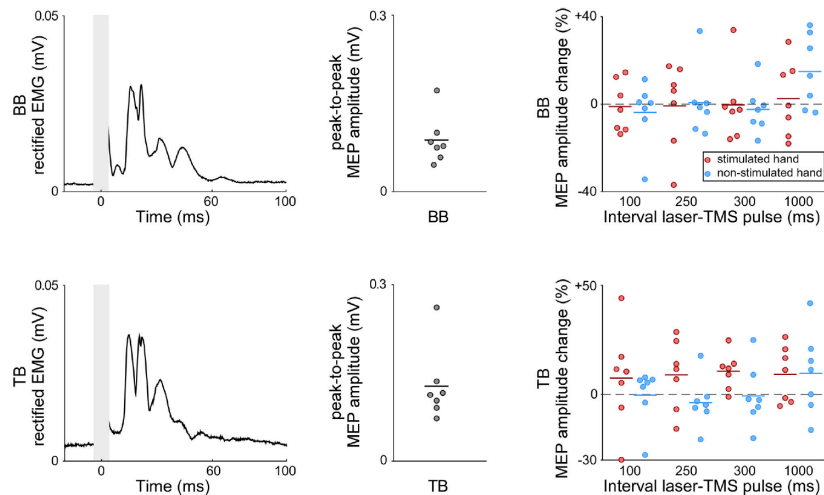 0.05
BB
rectified EMG (mV)
0
0
60
100
Time (ms)
0.3
peak-to-peak
MEP amplitude (mV)
0
BB
+40
BB
MEP amplitude change (%)
0
-40
stimulated hand
non-stimulated hand
100
250
300
1000
Interval laser-TMS pulse (ms)
0.05
TB
rectified EMG (mV)
0
0
60
100
Time (ms)
0.3
peak-to-peak
MEP amplitude (mV)
0
TB
+50
TB
MEP amplitude change (%)
0
-30
100
250
300
1000
Interval laser-TMS pulse (ms)